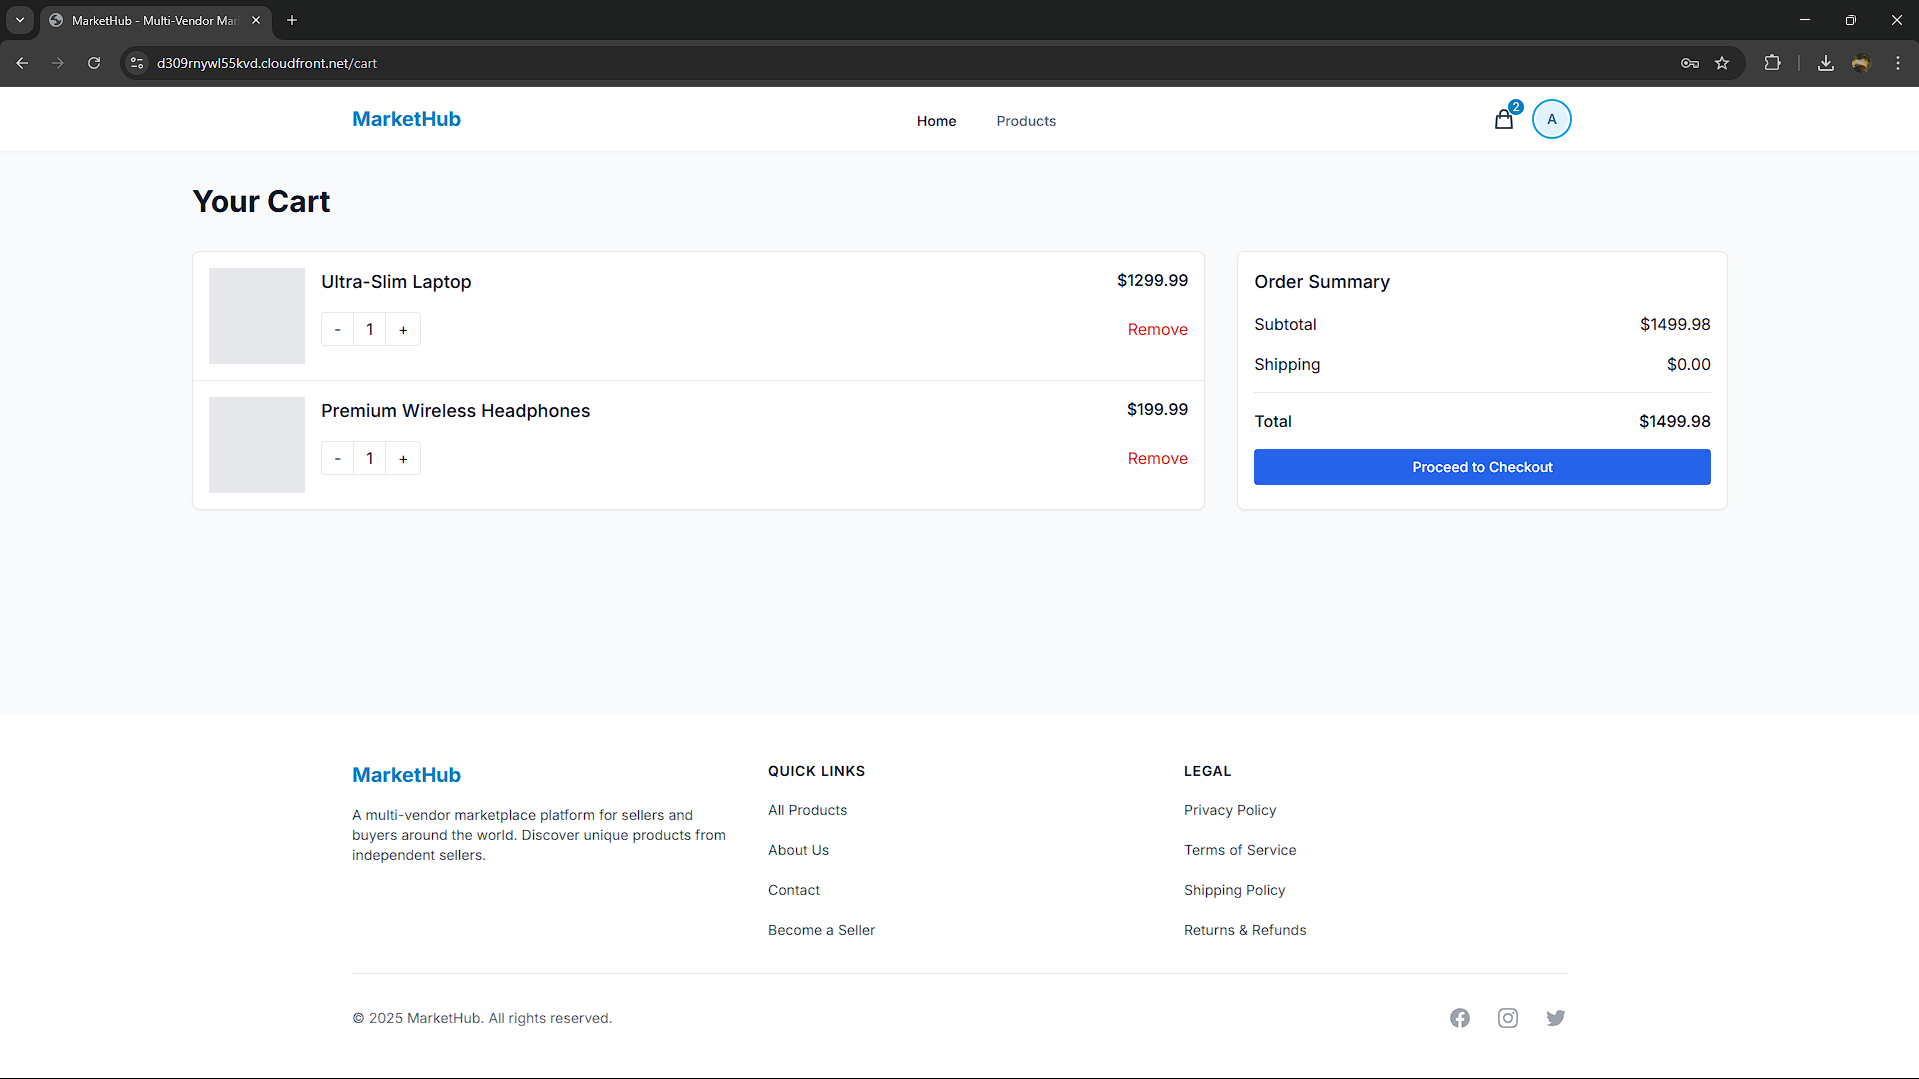 MarketHub - Multi-Vendor Mar
d309rnywl55kvd.cloudfront.net/cart
MarketHub
Home
Products
2
A
Your Cart
Ultra-Slim Laptop
$1299.99
- 1 +
Remove
Premium Wireless Headphones
$199.99
- 1 +
Remove
Order Summary
Subtotal $1499.98
Shipping $0.00
Total $1499.98
Proceed to Checkout
MarketHub
A multi-vendor marketplace platform for sellers and
buyers around the world. Discover unique products from
independent sellers.
QUICK LINKS
All Products
About Us
Contact
Become a Seller
LEGAL
Privacy Policy
Terms of Service
Shipping Policy
Returns & Refunds
© 2025 MarketHub. All rights reserved.